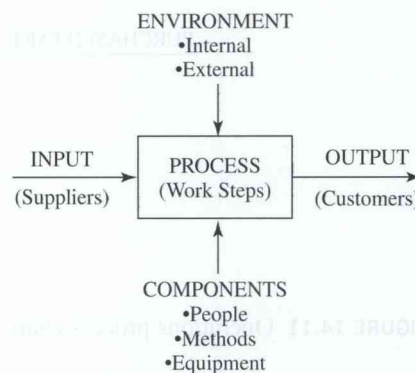 ENVIRONMENT
•Internal
•External
INPUT
(Suppliers)
PROCESS
(Work Steps)
OUTPUT
(Customers)
COMPONENTS
•People
•Methods
•Equipment